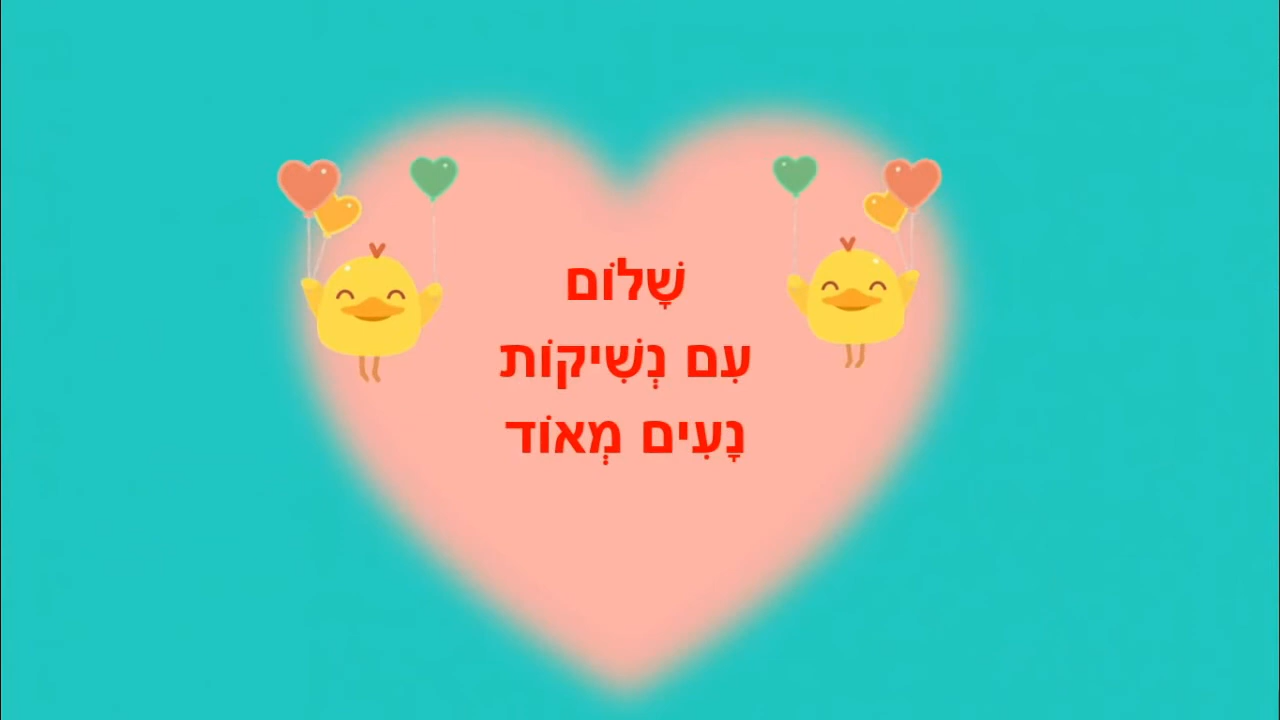 שָׁלוֹם
עִם נְשִׁיקוֹת
נָעִים מְאוֹד